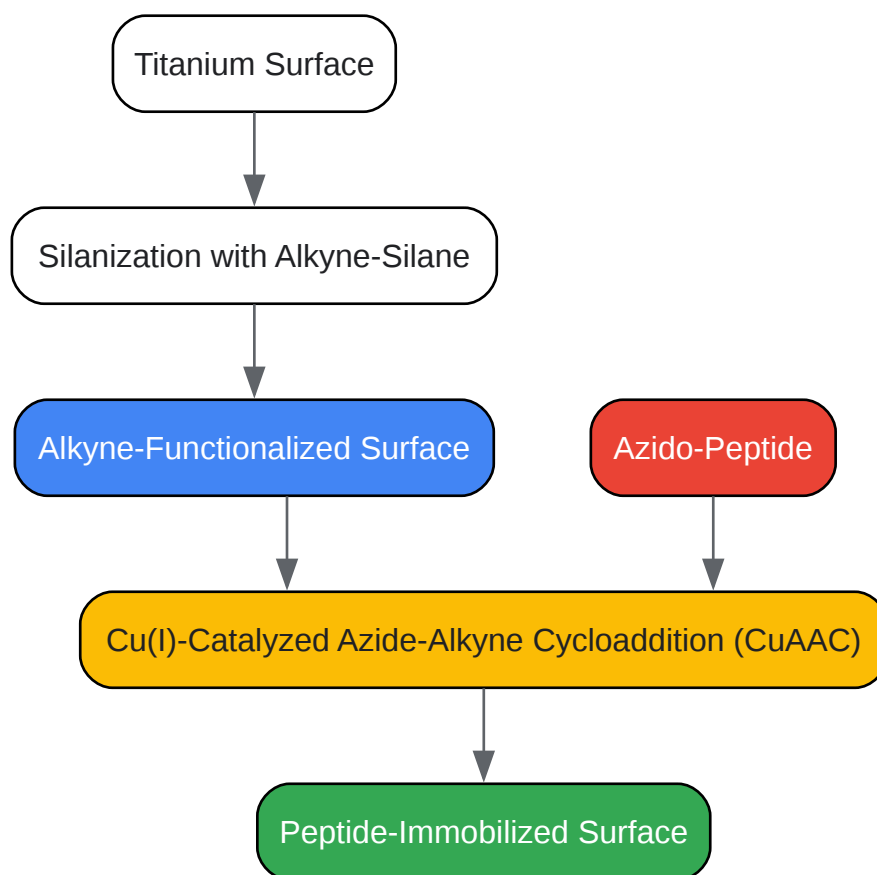 Titanium Surface
Silanization with Alkyne-Silane
Alkyne-Functionalized Surface
Azido-Peptide
Cu(I)-Catalyzed Azide-Alkyne Cycloaddition (CuAAC)
Peptide-Immobilized Surface